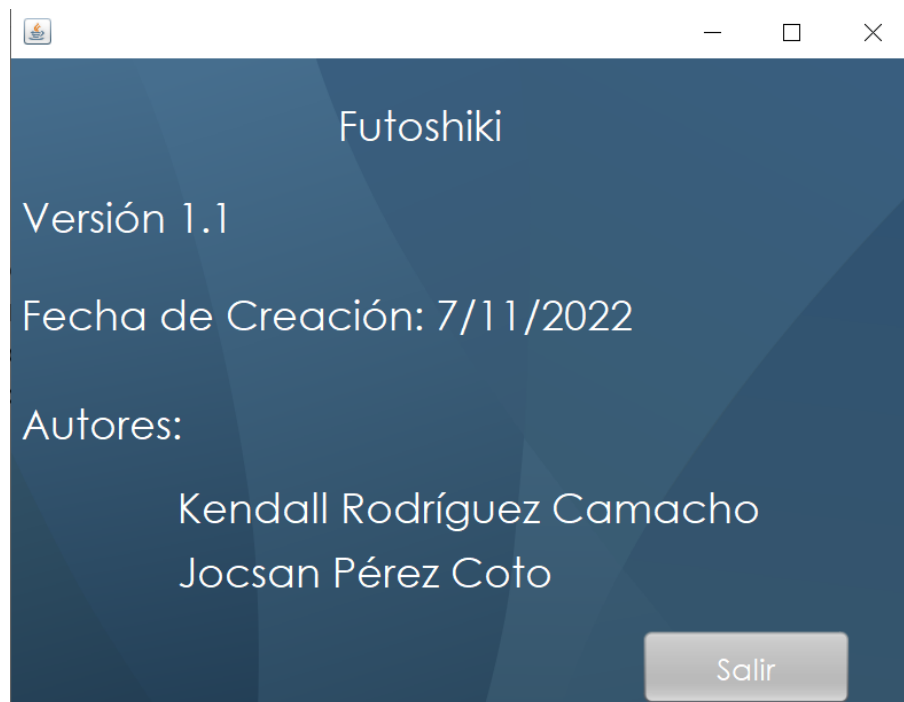 Futoshiki
Versión 1.1
Fecha de Creación: 7/11/2022
Autores:
Kendall Rodríguez Camacho
Jocsan Pérez Coto
Salir